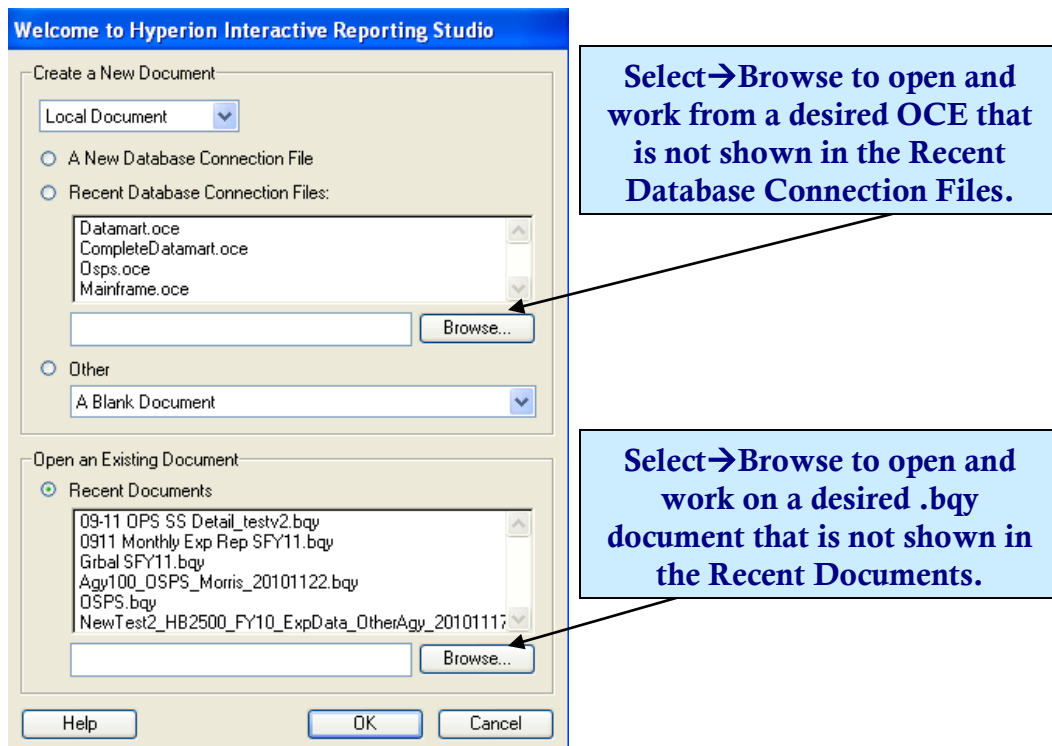 Welcome to Hyperion Interactive Reporting Studio
Create a New Document
Local Document
A New Database Connection File
Recent Database Connection Files:
Datamart.oce
CompleteDatamart.oce
Osps.oce
Mainframe.oce
Browse...
Other
A Blank Document
Open an Existing Document
Recent Documents
09-11 OPS SS Detail_testv2.bqy
0911 Monthly Exp Rep SFY11.bqy
Grbal SFY11.bqy
Agy100_OSPS_Morris_20101122.bqy
OSPS.bqy
NewTest2_HB2500_FY10_ExpData_OtherAgy_20101117
Browse...
Help
OK
Cancel
Select→Browse to open and
work from a desired OCE that
is not shown in the Recent
Database Connection Files.
Select→Browse to open and
work on a desired .bqy
document that is not shown in
the Recent Documents.